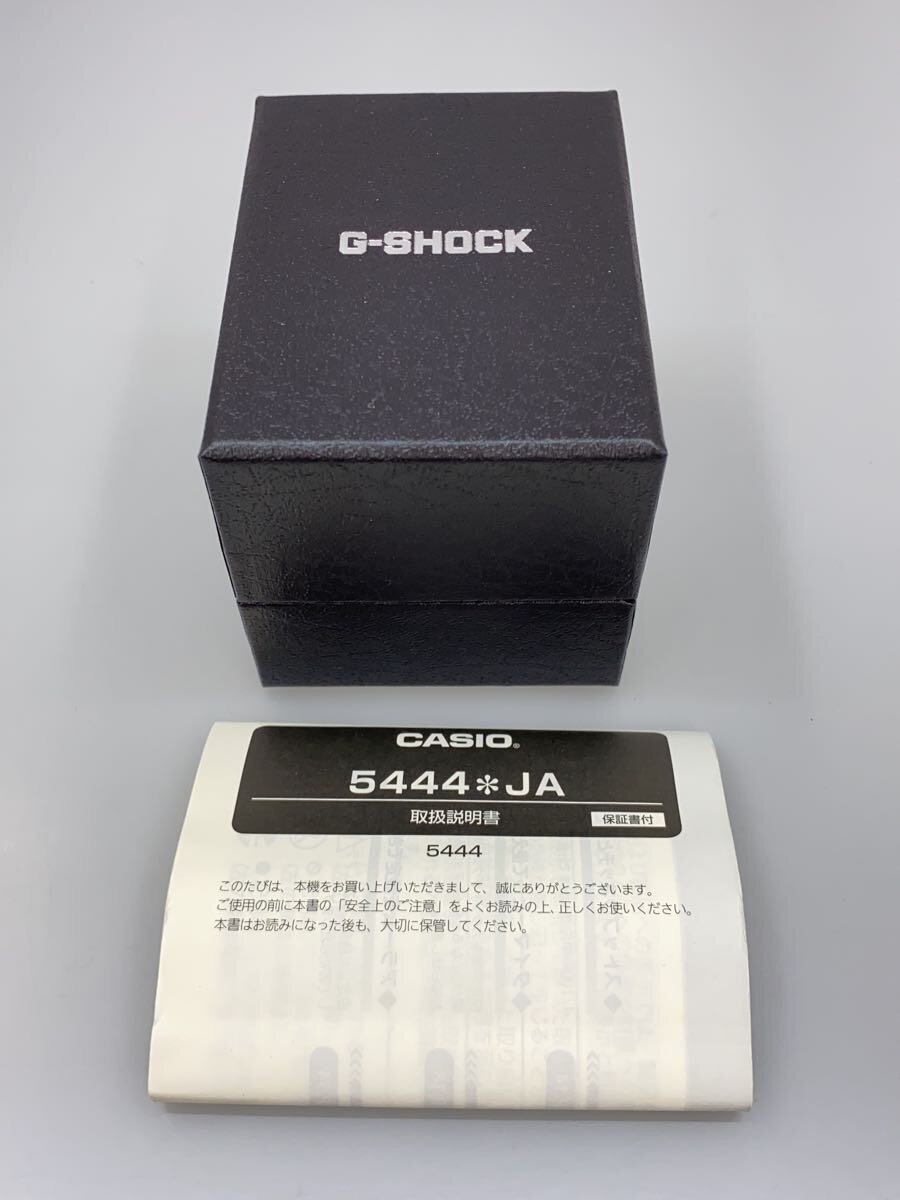 G-SHOCK
CASIO®
5444*JA
取扱説明書
保証書付
5444
このたびは、本機をお買い上げいただきまして、誠にありがとうございます。
ご使用の前に本書の「安全上のご注意」をよくお読みの上、正しくお使いください。
本書はお読みになった後も、大切に保管してください。